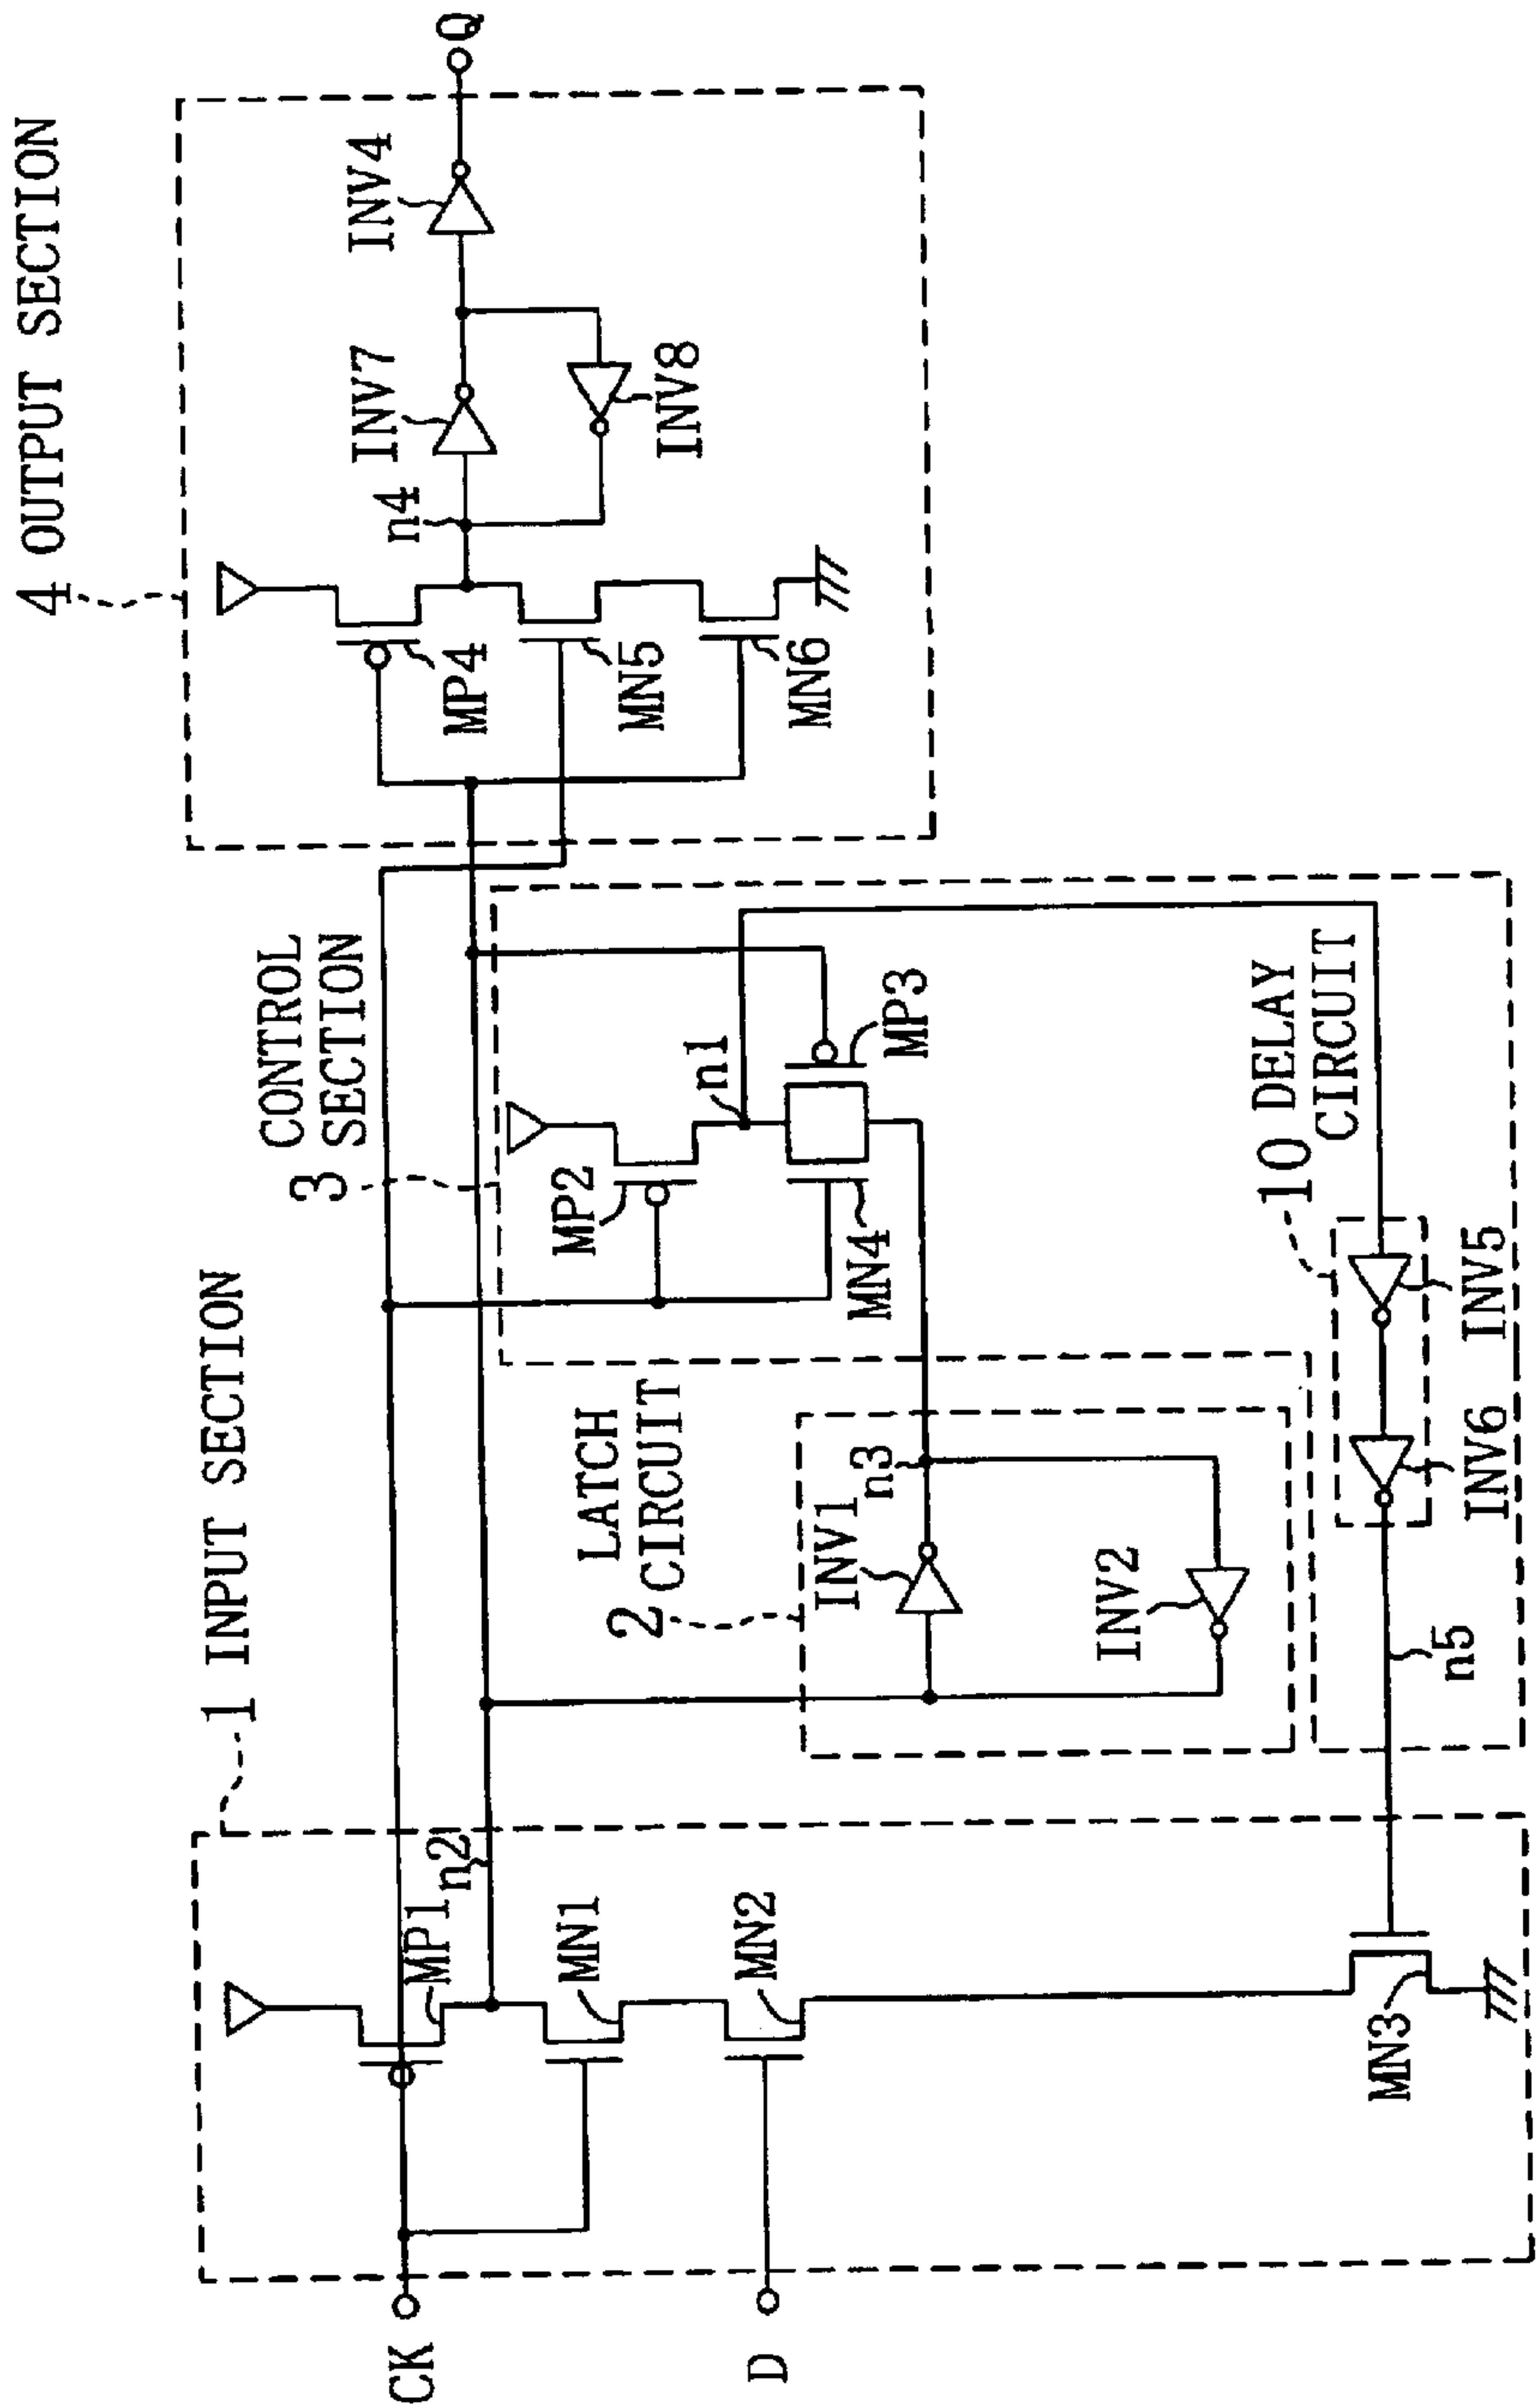 1 INPUT SECTION
CONTROL
3 SECTION
4 OUTPUT SECTION
CK
D
MP1
n2
MN1
MN2
MN3
LATCH
2 CIRCUIT
INV1
n3
INV2
n5
MP2
n1
MN4
MP3
10 DELAY
CIRCUIT
INV6
INV5
MP4
MN5
MN6
n4
INV7
INV8
INV4
Q